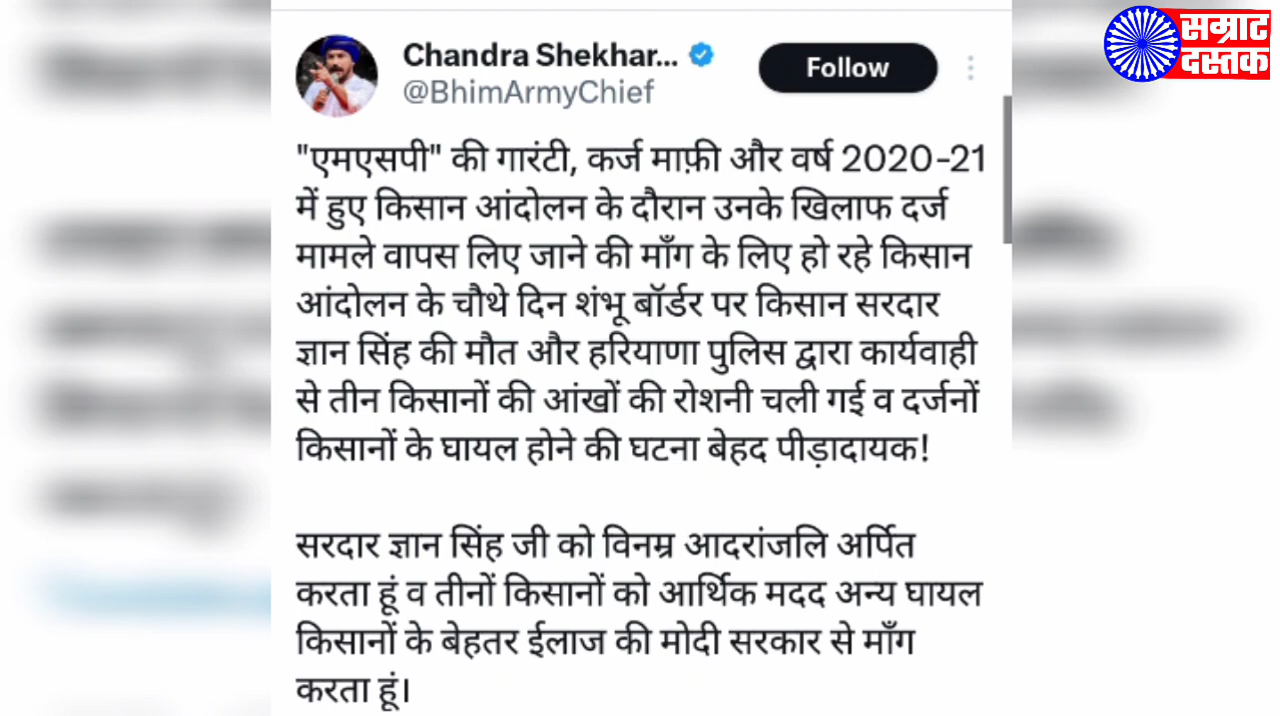 Chandra Shekhar...
@BhimArmyChief
Follow
सम्राट
दस्तक
"एमएसपी" की गारंटी, कर्ज माफ़ी और वर्ष 2020-21
में हुए किसान आंदोलन के दौरान उनके खिलाफ दर्ज
मामले वापस लिए जाने की माँग के लिए हो रहे किसान
आंदोलन के चौथे दिन शंभू बॉर्डर पर किसान सरदार
ज्ञान सिंह की मौत और हरियाणा पुलिस द्वारा कार्यवाही
से तीन किसानों की आंखों की रोशनी चली गई व दर्जनों
किसानों के घायल होने की घटना बेहद पीड़ादायक!
सरदार ज्ञान सिंह जी को विनम्र आदरांजलि अर्पित
करता हूं व तीनों किसानों को आर्थिक मदद अन्य घायल
किसानों के बेहतर ईलाज की मोदी सरकार से माँग
करता हूं।